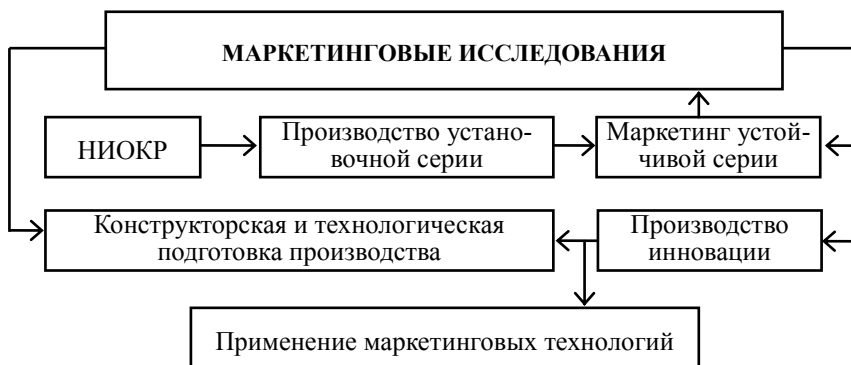 МАРКЕТИНГОВЫЕ ИССЛЕДОВАНИЯ
НИОКР
Производство устано-
вочной серии
Маркетинг устой-
чивой серии
Конструкторская и технологическая
подготовка производства
Производство
инновации
Применение маркетинговых технологий